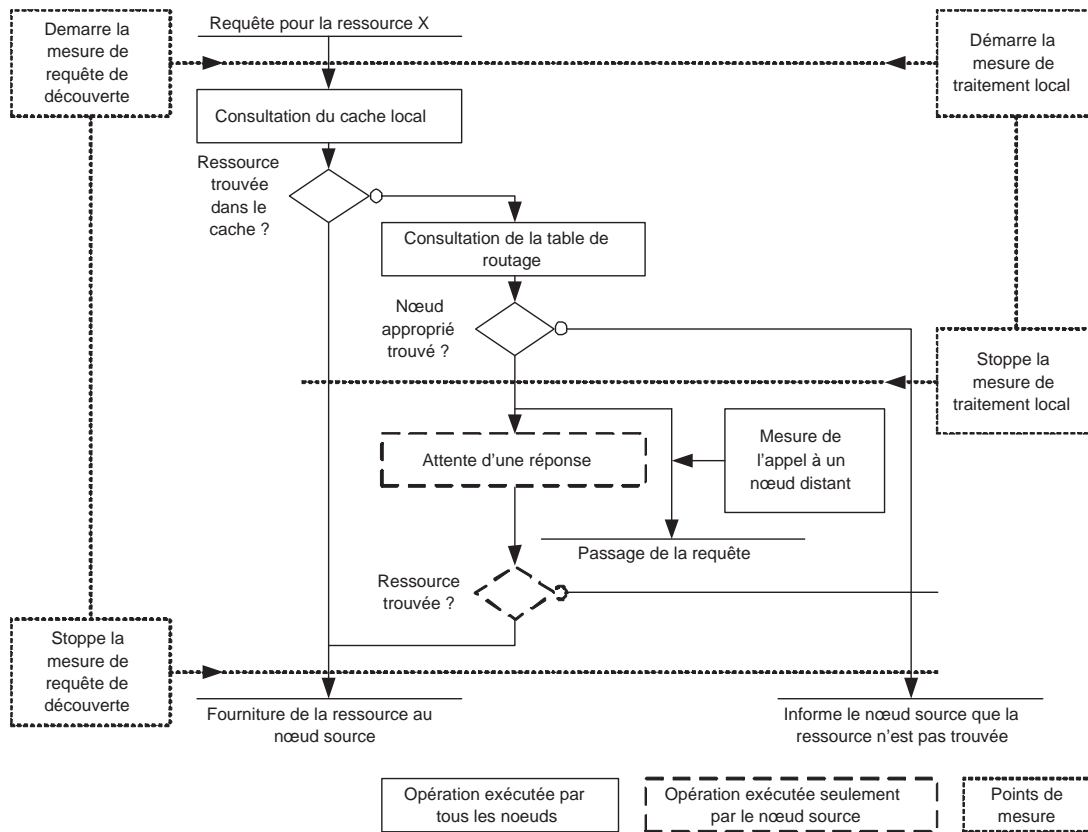 Demarre la
mesure de
requête de
découverte
Requête pour la ressource X
Démarre la
mesure de
traitement local
Consultation du cache local
Ressource
trouvée
dans le
cache ?
Consultation de la table de
routage
Nœud
approprié
trouvé ?
Stoppe la
mesure de
traitement local
Attente d'une réponse
Mesure de
l'appel à un
nœud distant
Passage de la requête
Ressource
trouvée ?
Stoppe la
mesure de
requête de
découverte
Fourniture de la ressource au
nœud source
Informe le nœud source que la
ressource n'est pas trouvée
Opération exécutée par
tous les noeuds
Opération exécutée seulement
par le nœud source
Points de
mesure